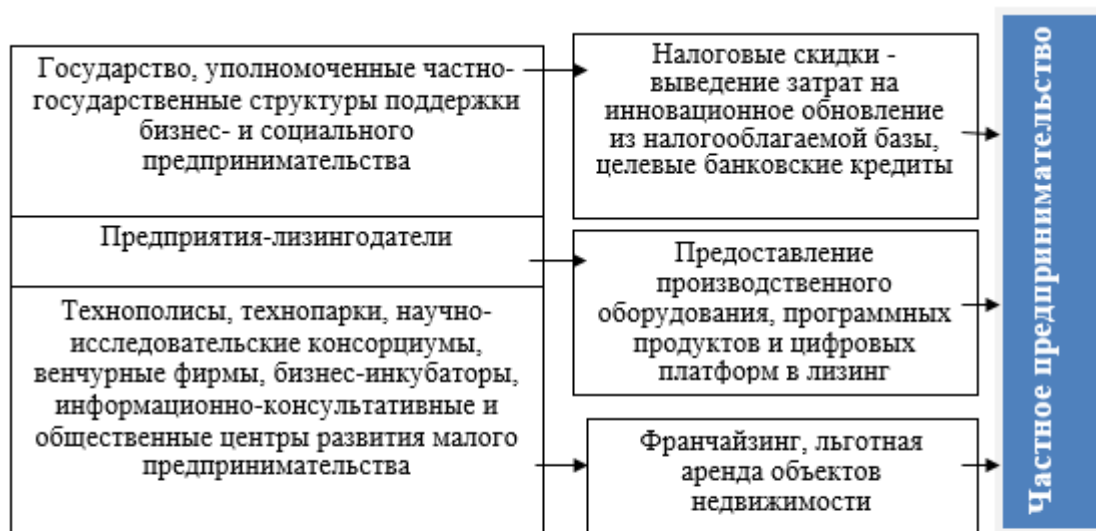 Государство, уполномоченные частно-
государственные структуры поддержки
бизнес- и социального
предпринимательства
Налоговые скидки -
выведение затрат на
инновационное обновление
из налогооблагаемой базы,
целевые банковские кредиты
Предприятия-лизингодатели
Предоставление
производственного
оборудования, программных
продуктов и цифровых
платформ в лизинг
Технополисы, технопарки, научно-
исследовательские консорциумы,
венчурные фирмы, бизнес-инкубаторы,
информационно-консультативные и
общественные центры развития малого
предпринимательства
Франчайзинг, льготная
аренда объектов
недвижимости
Частное предпринимательство